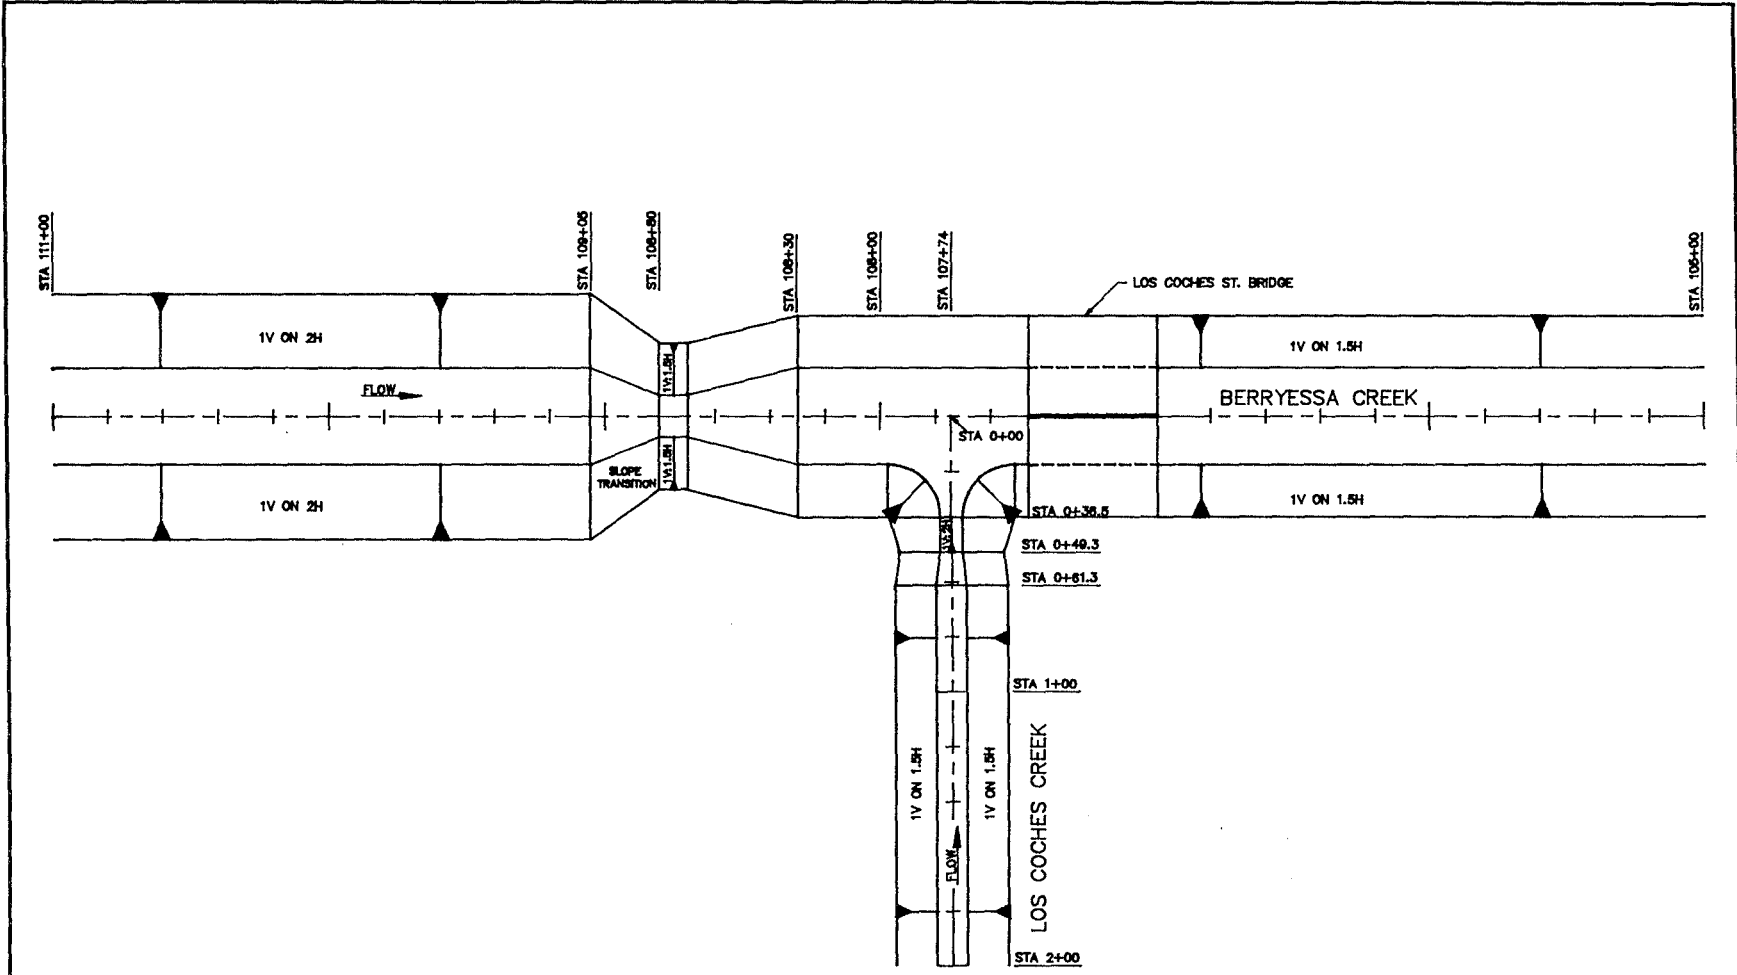 STA 111+00
STA 109+05
STA 108+80
STA 108+30
STA 108+00
STA 107+74
STA 105+00
LOS COCHES ST. BRIDGE
1V ON 2H
1V:1.5H
1V ON 1.5H
FLOW
BERRYESSA CREEK
STA 0+00
SLOPE
TRANSITION
1V:1.5H
1V ON 2H
1V ON 1.5H
STA 0+36.5
1V:2H
STA 0+49.3
STA 0+61.3
STA 1+00
1V ON 1.5H
1V ON 1.5H
LOS COCHES CREEK
FLOW
STA 2+00